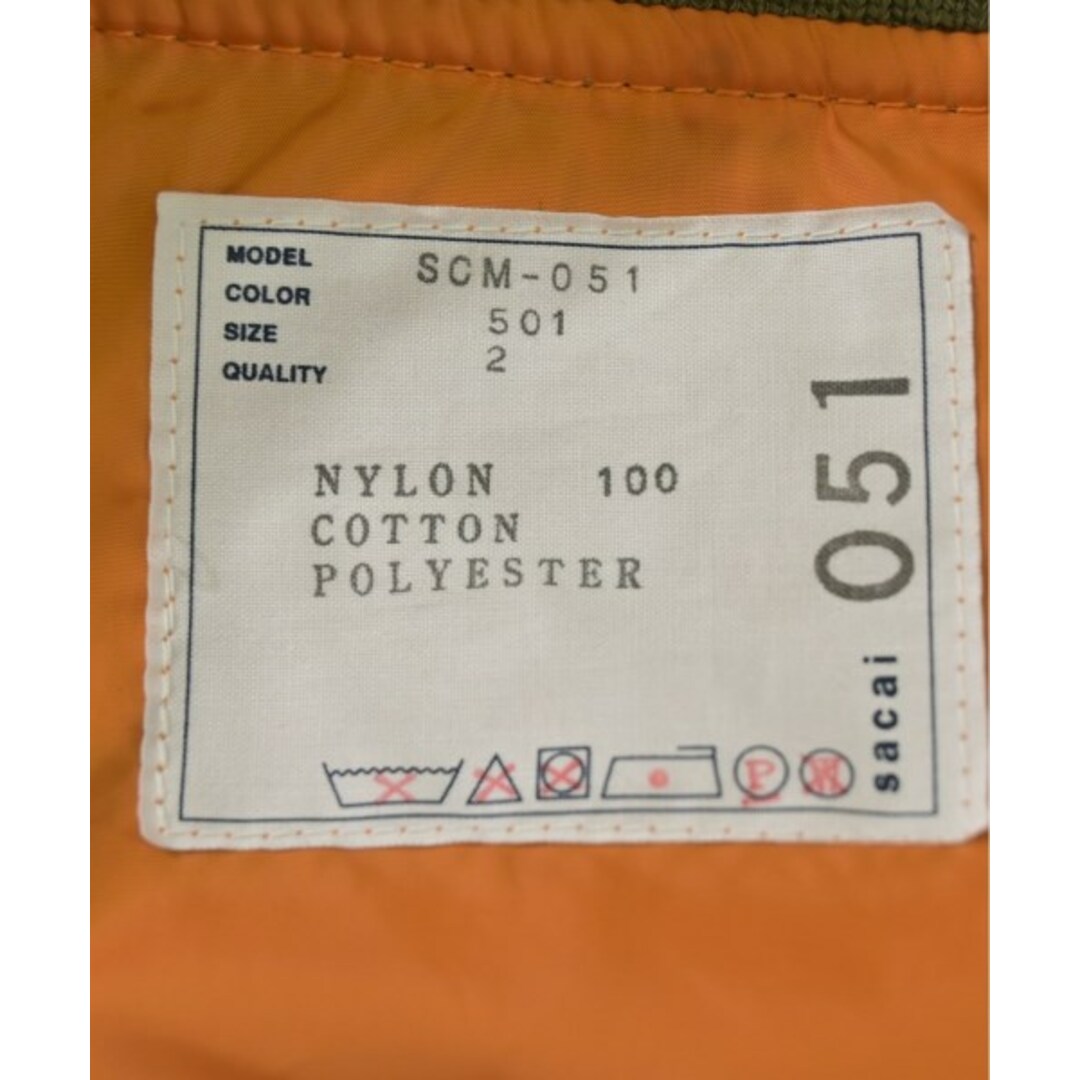 MODEL SCM-051
COLOR 501
SIZE 2
QUALITY
NYLON 100
COTTON
POLYESTER
sacai 051
P
W